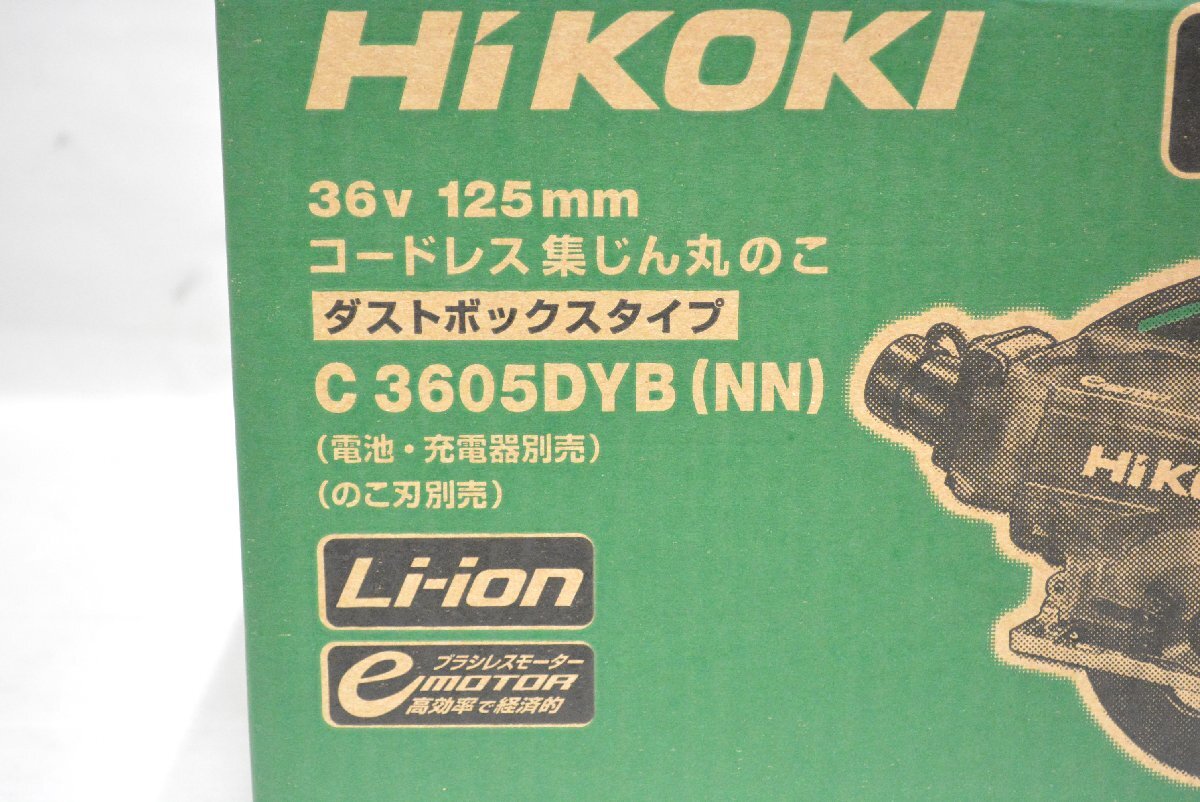 HiKOKI
36v 125mm
コードレス 集じん丸のこ
ダストボックスタイプ
C 3605DYB (NN)
(電池・充電器別売)
(のこ刃別売)
Li-ion
ブラシレスモーター
e MOTOR
高効率で経済的
HiK